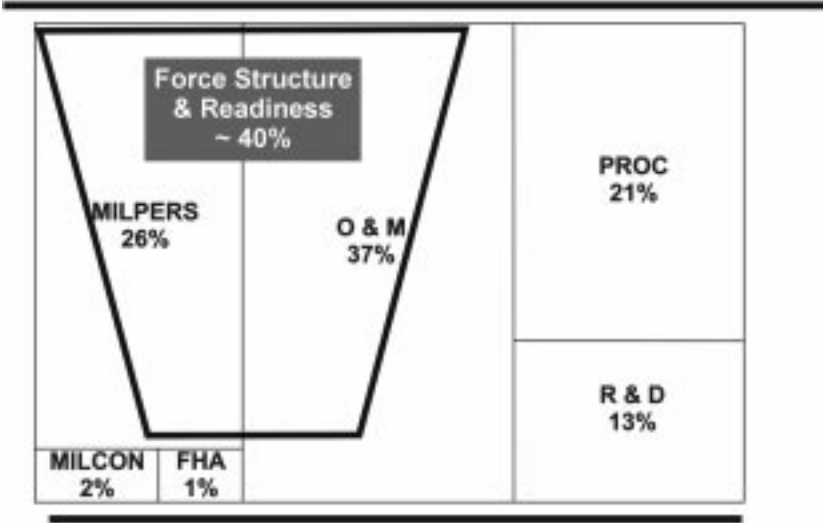 Force Structure
& Readiness
~ 40%
MILPERS
26%
O & M
37%
PROC
21%
R & D
13%
MILCON
2%
FHA
1%